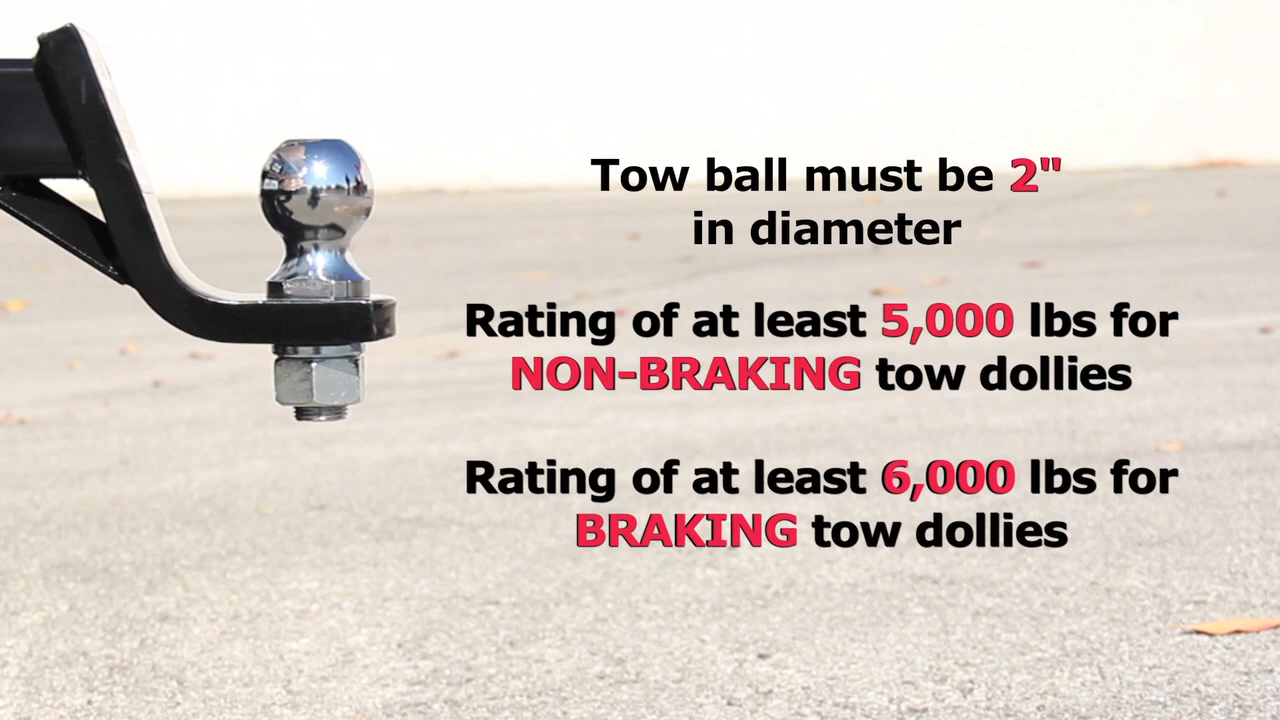 Tow ball must be 2"
in diameter
Rating of at least 5,000 lbs for
NON-BRAKING tow dollies
Rating of at least 6,000 lbs for
BRAKING tow dollies